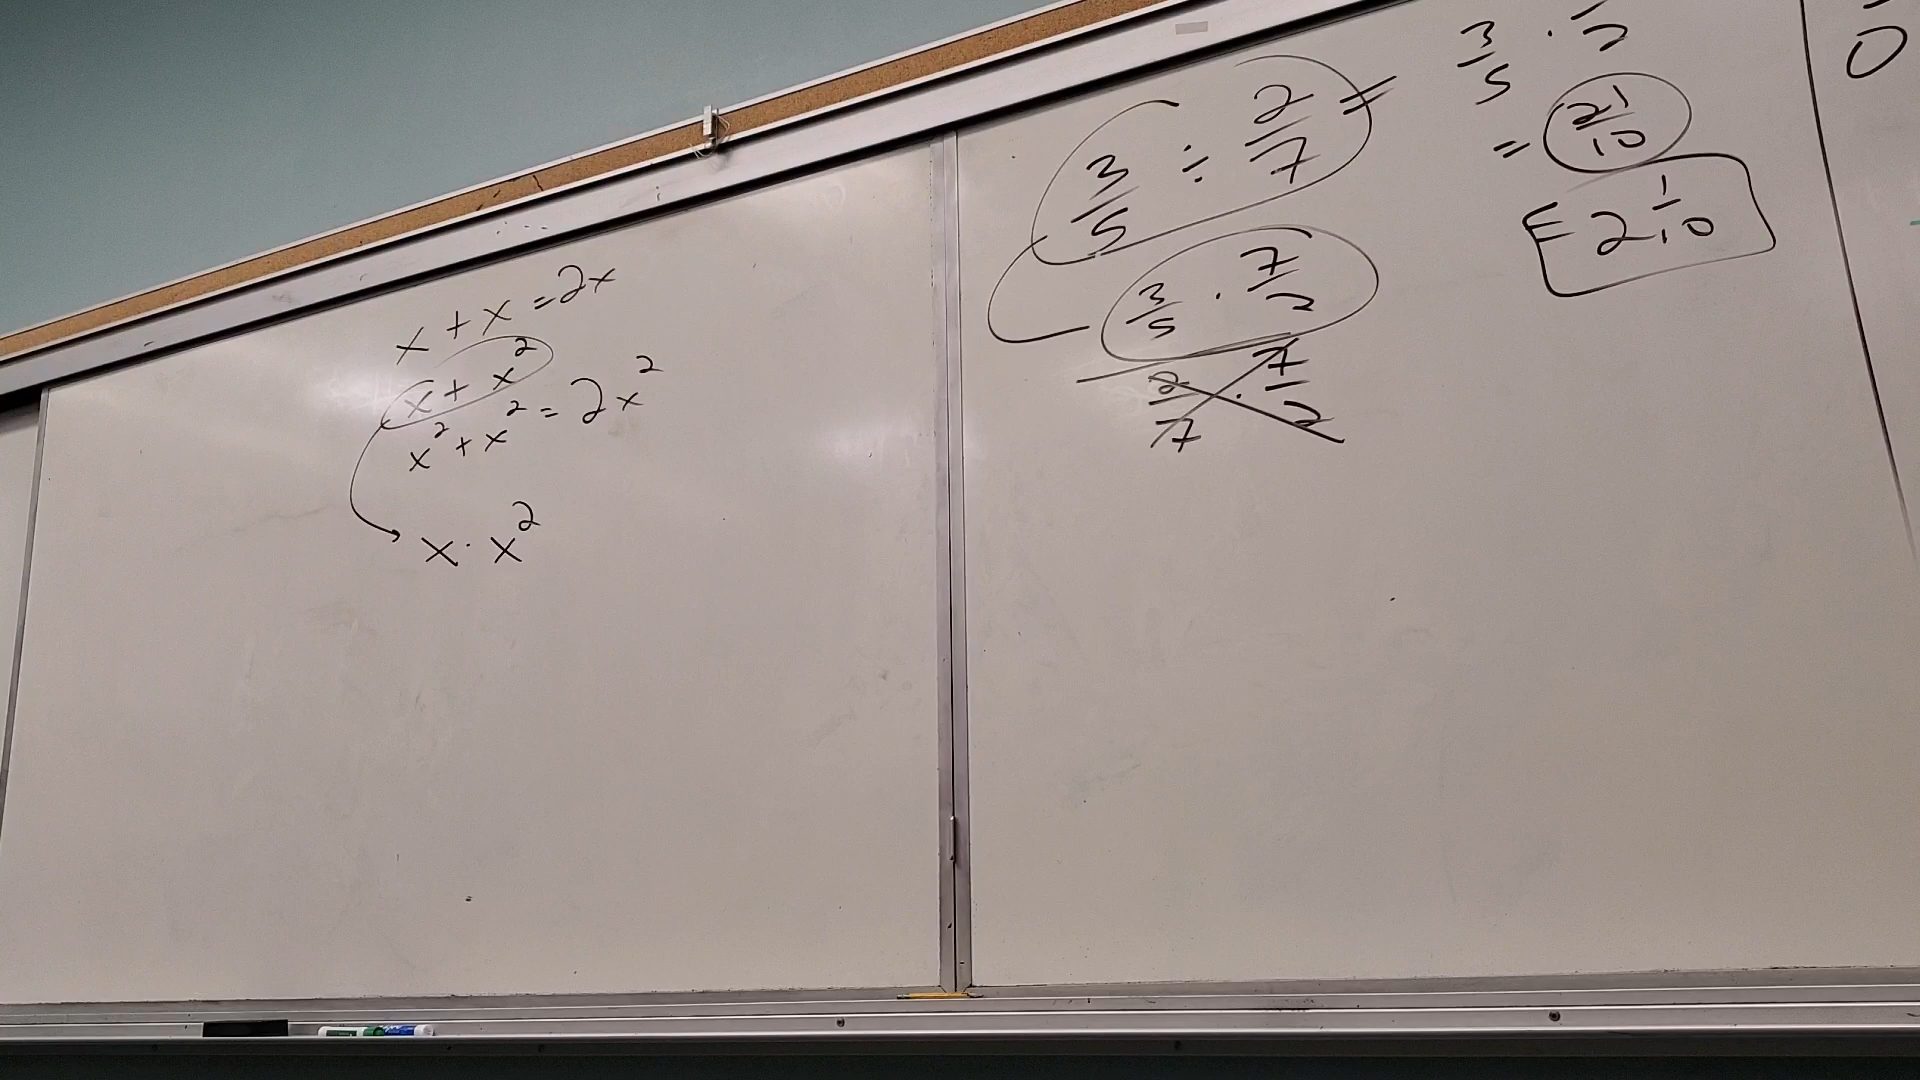 x + x = 2x
x + x²
x² + x² = 2x²
x · x²
3/5 ÷ 2/7 = 3/5 ·
= 21/10
= 2 1/10
3/5 · 7/2
2/7 · 7/2
0